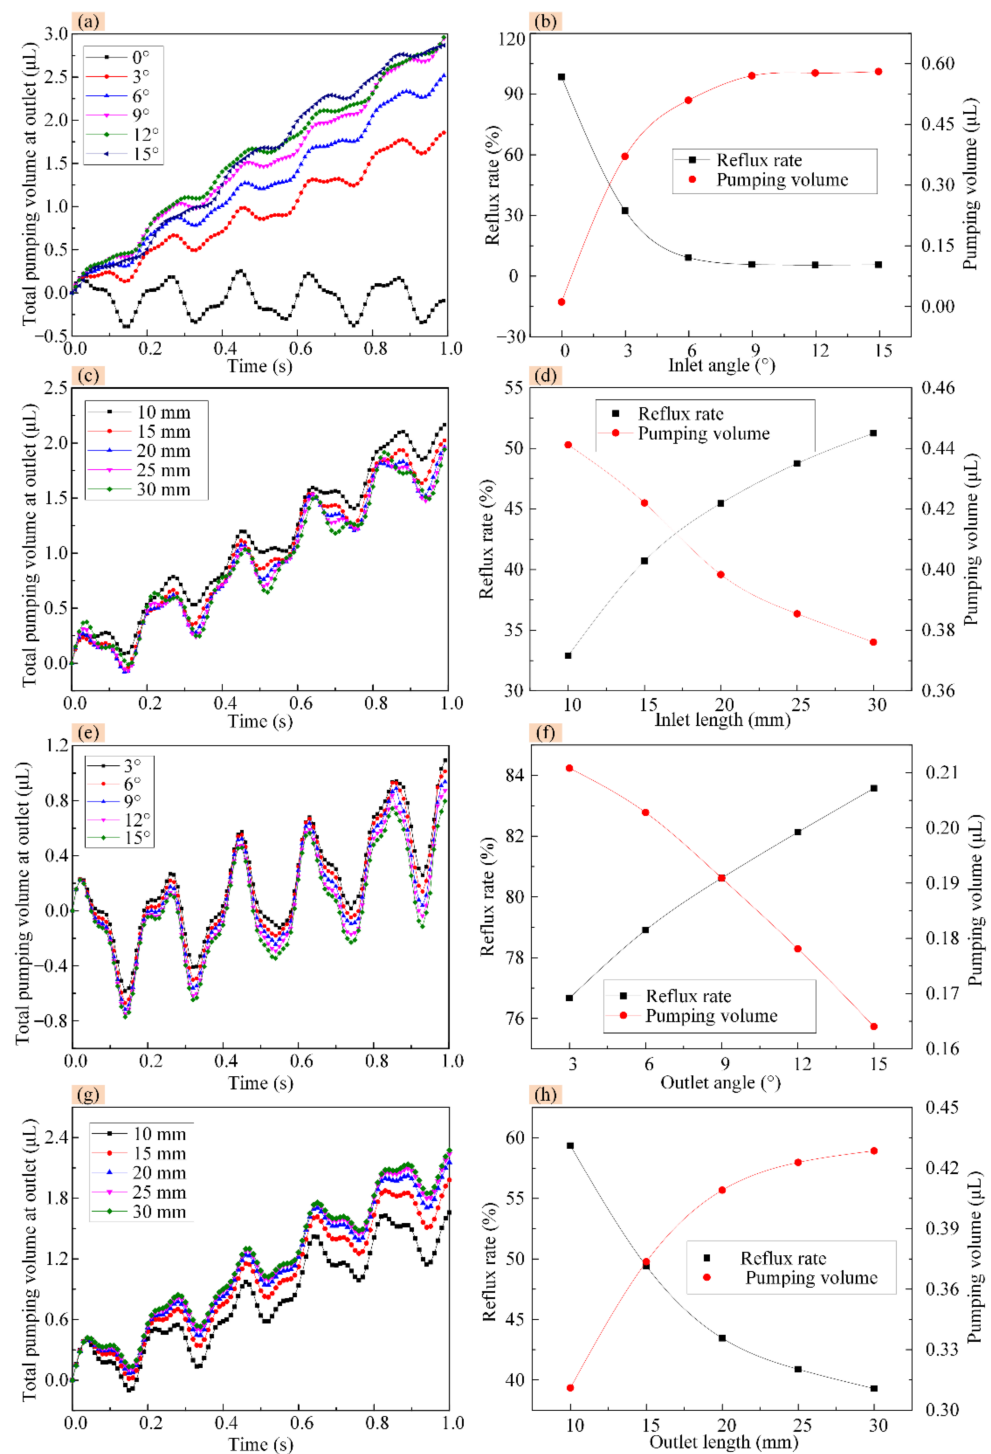 (a)
3.0
2.5
2.0
1.5
1.0
0.5
0.0
−0.5
Total pumping volume at outlet (μL)
0°
3°
6°
9°
12°
15°
0.0 0.2 0.4 0.6 0.8 1.0
Time (s)
(b)
120
90
60
30
0
−30
Reflux rate (%)
Reflux rate
Pumping volume
0.60
0.45
0.30
0.15
0.00
Pumping volume (μL)
0 3 6 9 12 15
Inlet angle (°)
(c)
2.5
2.0
1.5
1.0
0.5
0.0
Total pumping volume at outlet (μL)
10 mm
15 mm
20 mm
25 mm
30 mm
0.0 0.2 0.4 0.6 0.8 1.0
Time (s)
(d)
55
50
45
40
35
30
Reflux rate (%)
Reflux rate
Pumping volume
0.46
0.44
0.42
0.40
0.38
0.36
Pumping volume (μL)
10 15 20 25 30
Inlet length (mm)
(e)
1.2
0.8
0.4
0.0
−0.4
−0.8
Total pumping volume at outlet (μL)
3°
6°
9°
12°
15°
0.0 0.2 0.4 0.6 0.8 1.0
Time (s)
(f)
84
82
80
78
76
Reflux rate (%)
Reflux rate
Pumping volume
0.21
0.20
0.19
0.18
0.17
0.16
Pumping volume (μL)
3 6 9 12 15
Outlet angle (°)
(g)
2.4
1.8
1.2
0.6
0.0
Total pumping volume at outlet (μL)
10 mm
15 mm
20 mm
25 mm
30 mm
0.0 0.2 0.4 0.6 0.8 1.0
Time (s)
(h)
60
55
50
45
40
Reflux rate (%)
Reflux rate
Pumping volume
0.45
0.42
0.39
0.36
0.33
0.30
Pumping volume (μL)
10 15 20 25 30
Outlet length (mm)